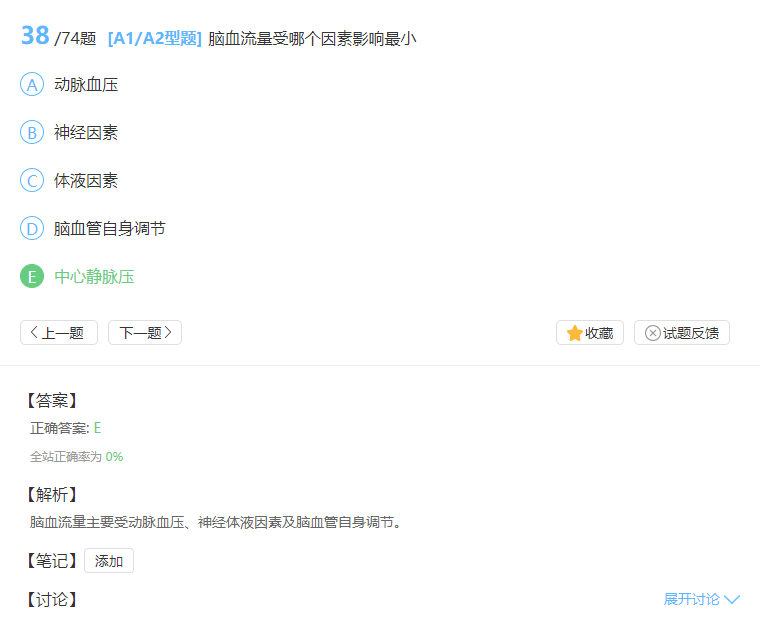 38 /74题 [A1/A2型题] 脑血流量受哪个因素影响最小
A 动脉血压
B 神经因素
C 体液因素
D 脑血管自身调节
E 中心静脉压
上一题 下一题 收藏 试题反馈
【答案】
正确答案: E
全站正确率为 0%
【解析】
脑血流量主要受动脉血压、神经体液因素及脑血管自身调节。
【笔记】 添加
【讨论】 展开讨论